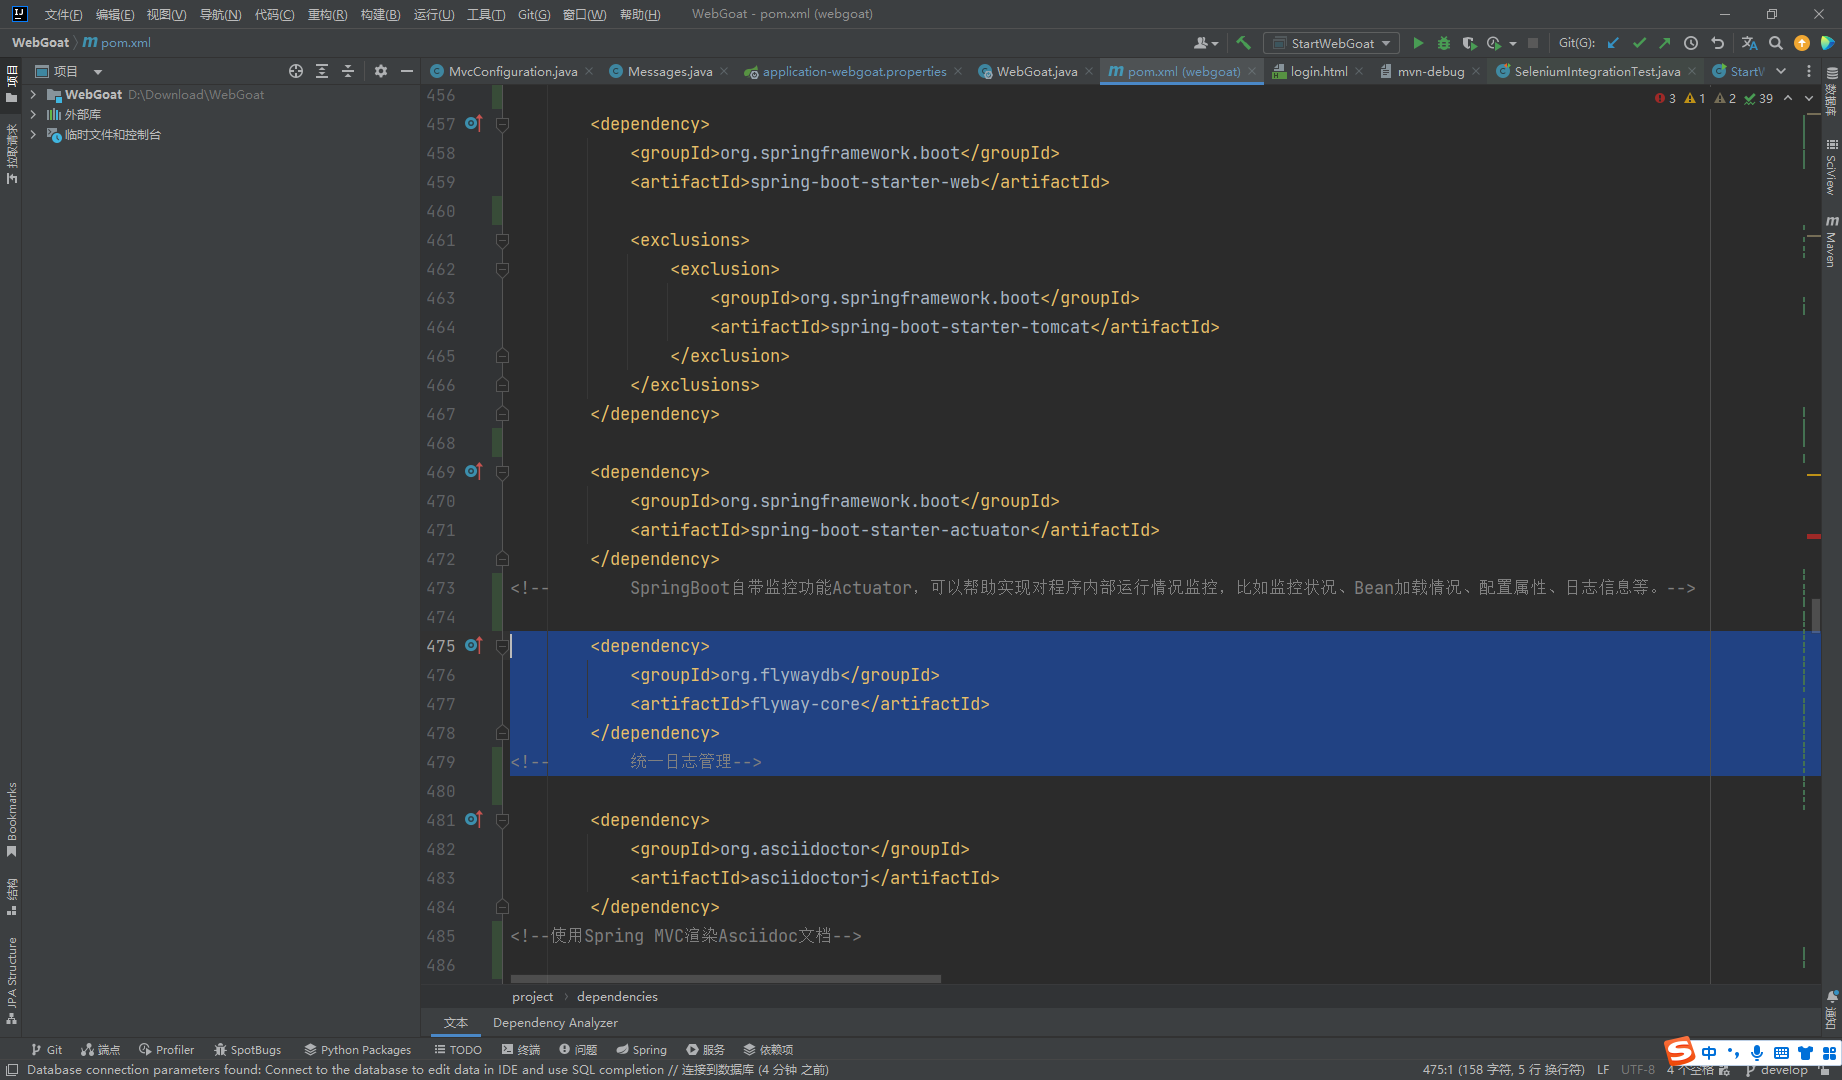 文件(F) 编辑(E) 视图(V) 导航(N) 代码(C) 重构(R) 构建(B) 运行(U) 工具(T) Git(G) 窗口(W) 帮助(H) WebGoat - pom.xml (webgoat)
WebGoat pom.xml StartWebGoat Git(G):
项目
MvcConfiguration.java Messages.java application-webgoat.properties WebGoat.java pom.xml (webgoat) login.html mvn-debug SeleniumIntegrationTest.java StartW
WebGoat D:\Download\WebGoat
外部库
临时文件和控制台
3 1 2 39
456
457 <dependency>
458 <groupId>org.springframework.boot</groupId>
459 <artifactId>spring-boot-starter-web</artifactId>
460
461 <exclusions>
462 <exclusion>
463 <groupId>org.springframework.boot</groupId>
464 <artifactId>spring-boot-starter-tomcat</artifactId>
465 </exclusion>
466 </exclusions>
467 </dependency>
468
469 <dependency>
470 <groupId>org.springframework.boot</groupId>
471 <artifactId>spring-boot-starter-actuator</artifactId>
472 </dependency>
473 <!-- SpringBoot自带监控功能Actuator，可以帮助实现对程序内部运行情况监控，比如监控状况、Bean加载情况、配置属性、日志信息等。-->
474
475 <dependency>
476 <groupId>org.flywaydb</groupId>
477 <artifactId>flyway-core</artifactId>
478 </dependency>
479 <!-- 统一日志管理-->
480
481 <dependency>
482 <groupId>org.asciidoctor</groupId>
483 <artifactId>asciidoctorj</artifactId>
484 </dependency>
485 <!--使用Spring MVC渲染Asciidoc文档-->
486
project dependencies
文本 Dependency Analyzer
项目
拉取请求
Bookmarks
结构
JPA Structure
数据库
SciView
Maven
通知
Git 端点 Profiler SpotBugs Python Packages TODO 终端 问题 Spring 服务 依赖项
中
Database connection parameters found: Connect to the database to edit data in IDE and use SQL completion // 连接到数据库 (4 分钟 之前) 475:1 (158 字符, 5 行 换行符) LF UTF-8 4 个空格 develop